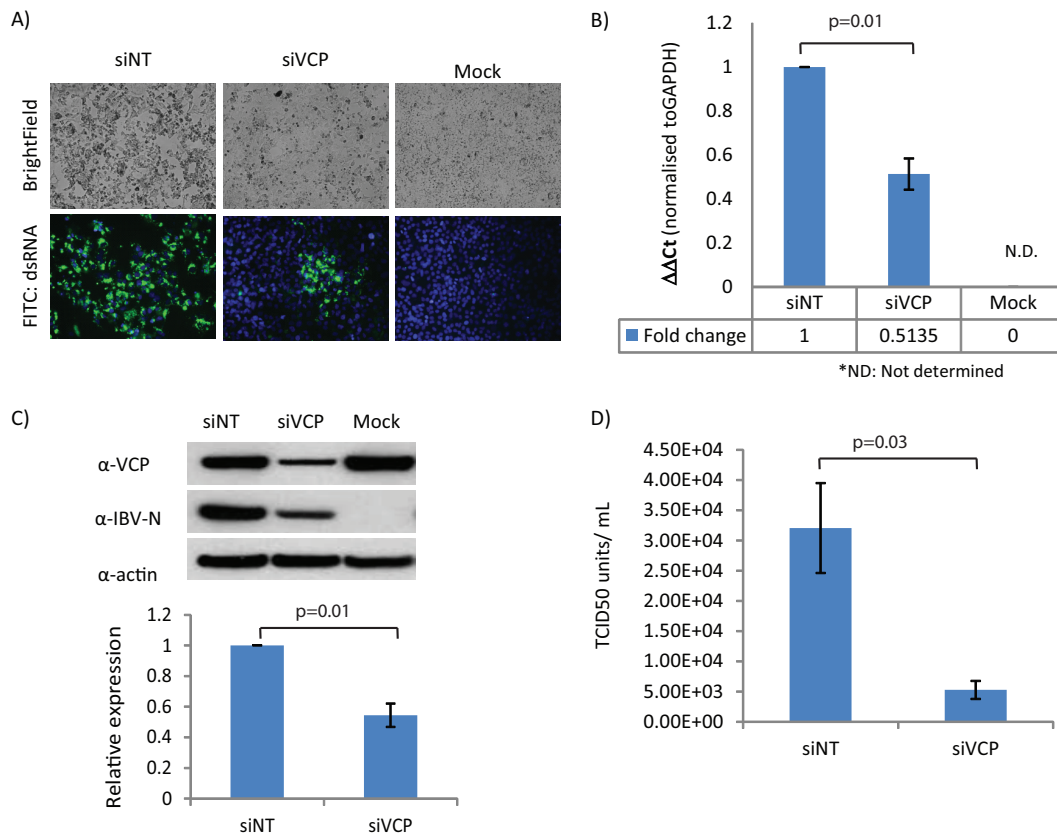 A)
siNT
siVCP
Mock
BrightField
FITC: dsRNA
B)
ΔΔCt (normalised toGAPDH)
1.2
1
0.8
0.6
0.4
0.2
0
p=0.01
N.D.
siNT
siVCP
Mock
Fold change
1
0.5135
0
*ND: Not determined
C)
siNT
siVCP
Mock
α-VCP
α-IBV-N
α-actin
Relative expression
1.2
1
0.8
0.6
0.4
0.2
0
p=0.01
siNT
siVCP
D)
TCID50 units/ mL
4.50E+04
4.00E+04
3.50E+04
3.00E+04
2.50E+04
2.00E+04
1.50E+04
1.00E+04
5.00E+03
0.00E+00
p=0.03
siNT
siVCP